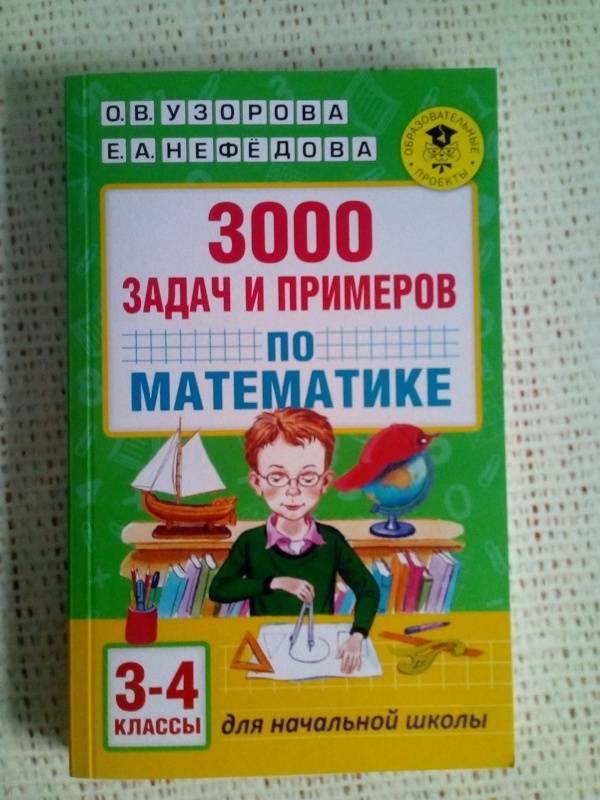 О.В. УЗОРОВА
Е.А. НЕФЁДОВА
ОБРАЗОВАТЕЛЬНЫЕ
ПРОЕКТЫ
3000
ЗАДАЧ И ПРИМЕРОВ
ПО
МАТЕМАТИКЕ
3-4
КЛАССЫ
для начальной школы